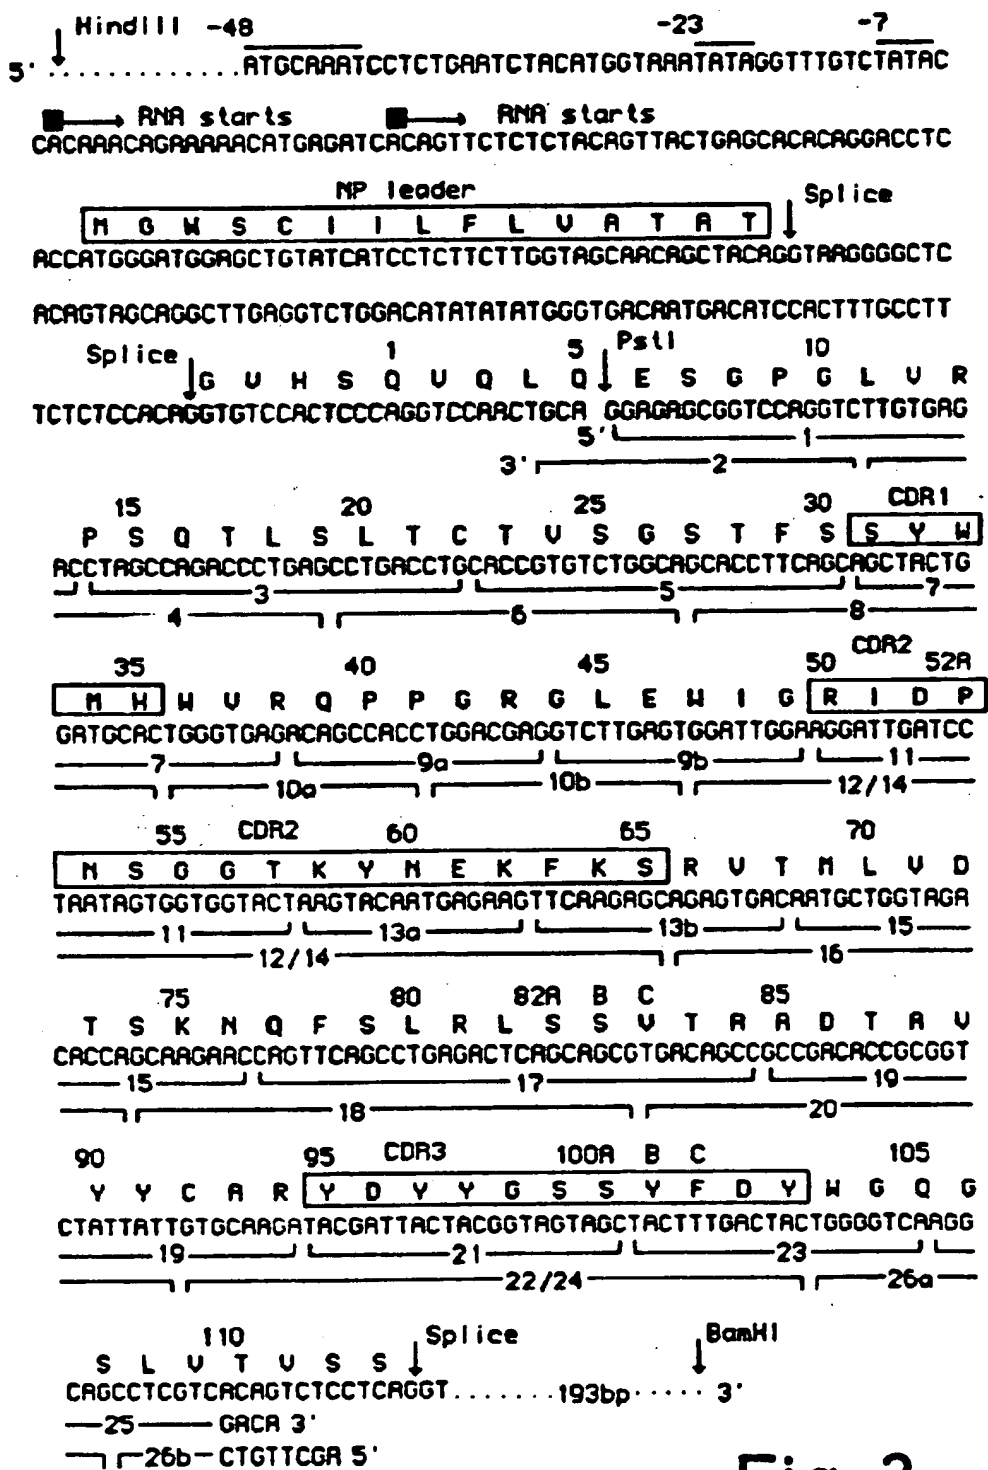 HindIII -48 -23 -7
5' .............ATGCAAATCCTCTGAATCTACATGGTAAATATAGGTTTGTCTATAC
RNA starts RNA starts
CACAAACAGAAAAACATGAGATCACAGTTCTCTCTACAGTTACTGAGCACACAGGACCTC
MP leader Splice
M G W S C I I L F L V A T A T
ACCATGGGATGGAGCTGTATCATCCTCTTCTTGGTAGCAACAGCTACAGGTAAGGGGCTC
ACAGTAGCAGGCTTGAGGTCTGGACATATATATGGGTGACAATGACATCCACTTTGCCTT
Splice 1 5 PstI 10
G V H S Q V Q L Q E S G P G L V R
TCTCTCCACAGGTGTCCACTCCCAGGTCCAACTGCA GGAGAGCGGTCCAGGTCTTGTGAG
5' 1
3' 2
15 20 25 30 CDR1
P S Q T L S L T C T V S G S T F S S Y W
ACCTAGCCAGACCCTGAGCCTGACCTGCACCGTGTCTGGCAGCACCTTCAGCAGCTACTG
3 5 7
4 6 8
35 40 45 50 CDR2 52A
M H W V R Q P P G R G L E W I G R I D P
GATGCACTGGGTGAGACAGCCACCTGGACGAGGTCTTGAGTGGATTGGAAGGATTGATCC
7 9a 9b 11
10a 10b 12/14
55 CDR2 60 65 70
N S G G T K Y N E K F K S R V T M L V D
TAATAGTGGTGGTACTAAGTACAATGAGAAGTTCAAGAGCAGAGTGACAATGCTGGTAGA
11 13a 13b 15
12/14 16
75 80 82A B C 85
T S K N Q F S L R L S S V T A A D T A V
CACCAGCAAGAACCAGTTCAGCCTGAGACTCAGCAGCGTGACAGCCGCCGACACCGCGGT
15 17 19
18 20
90 95 CDR3 100A B C 105
Y Y C A R Y D Y Y G S S Y F D Y W G Q G
CTATTATTGTGCAAGATACGATTACTACGGTAGTAGCTACTTTGACTACTGGGGTCAAGG
19 21 23
22/24 26a
110 Splice BamHI
S L V T V S S
CAGCCTCGTCACAGTCTCCTCAGGT.......193bp..... 3'
25 GACA 3'
26b CTGTTCGA 5'